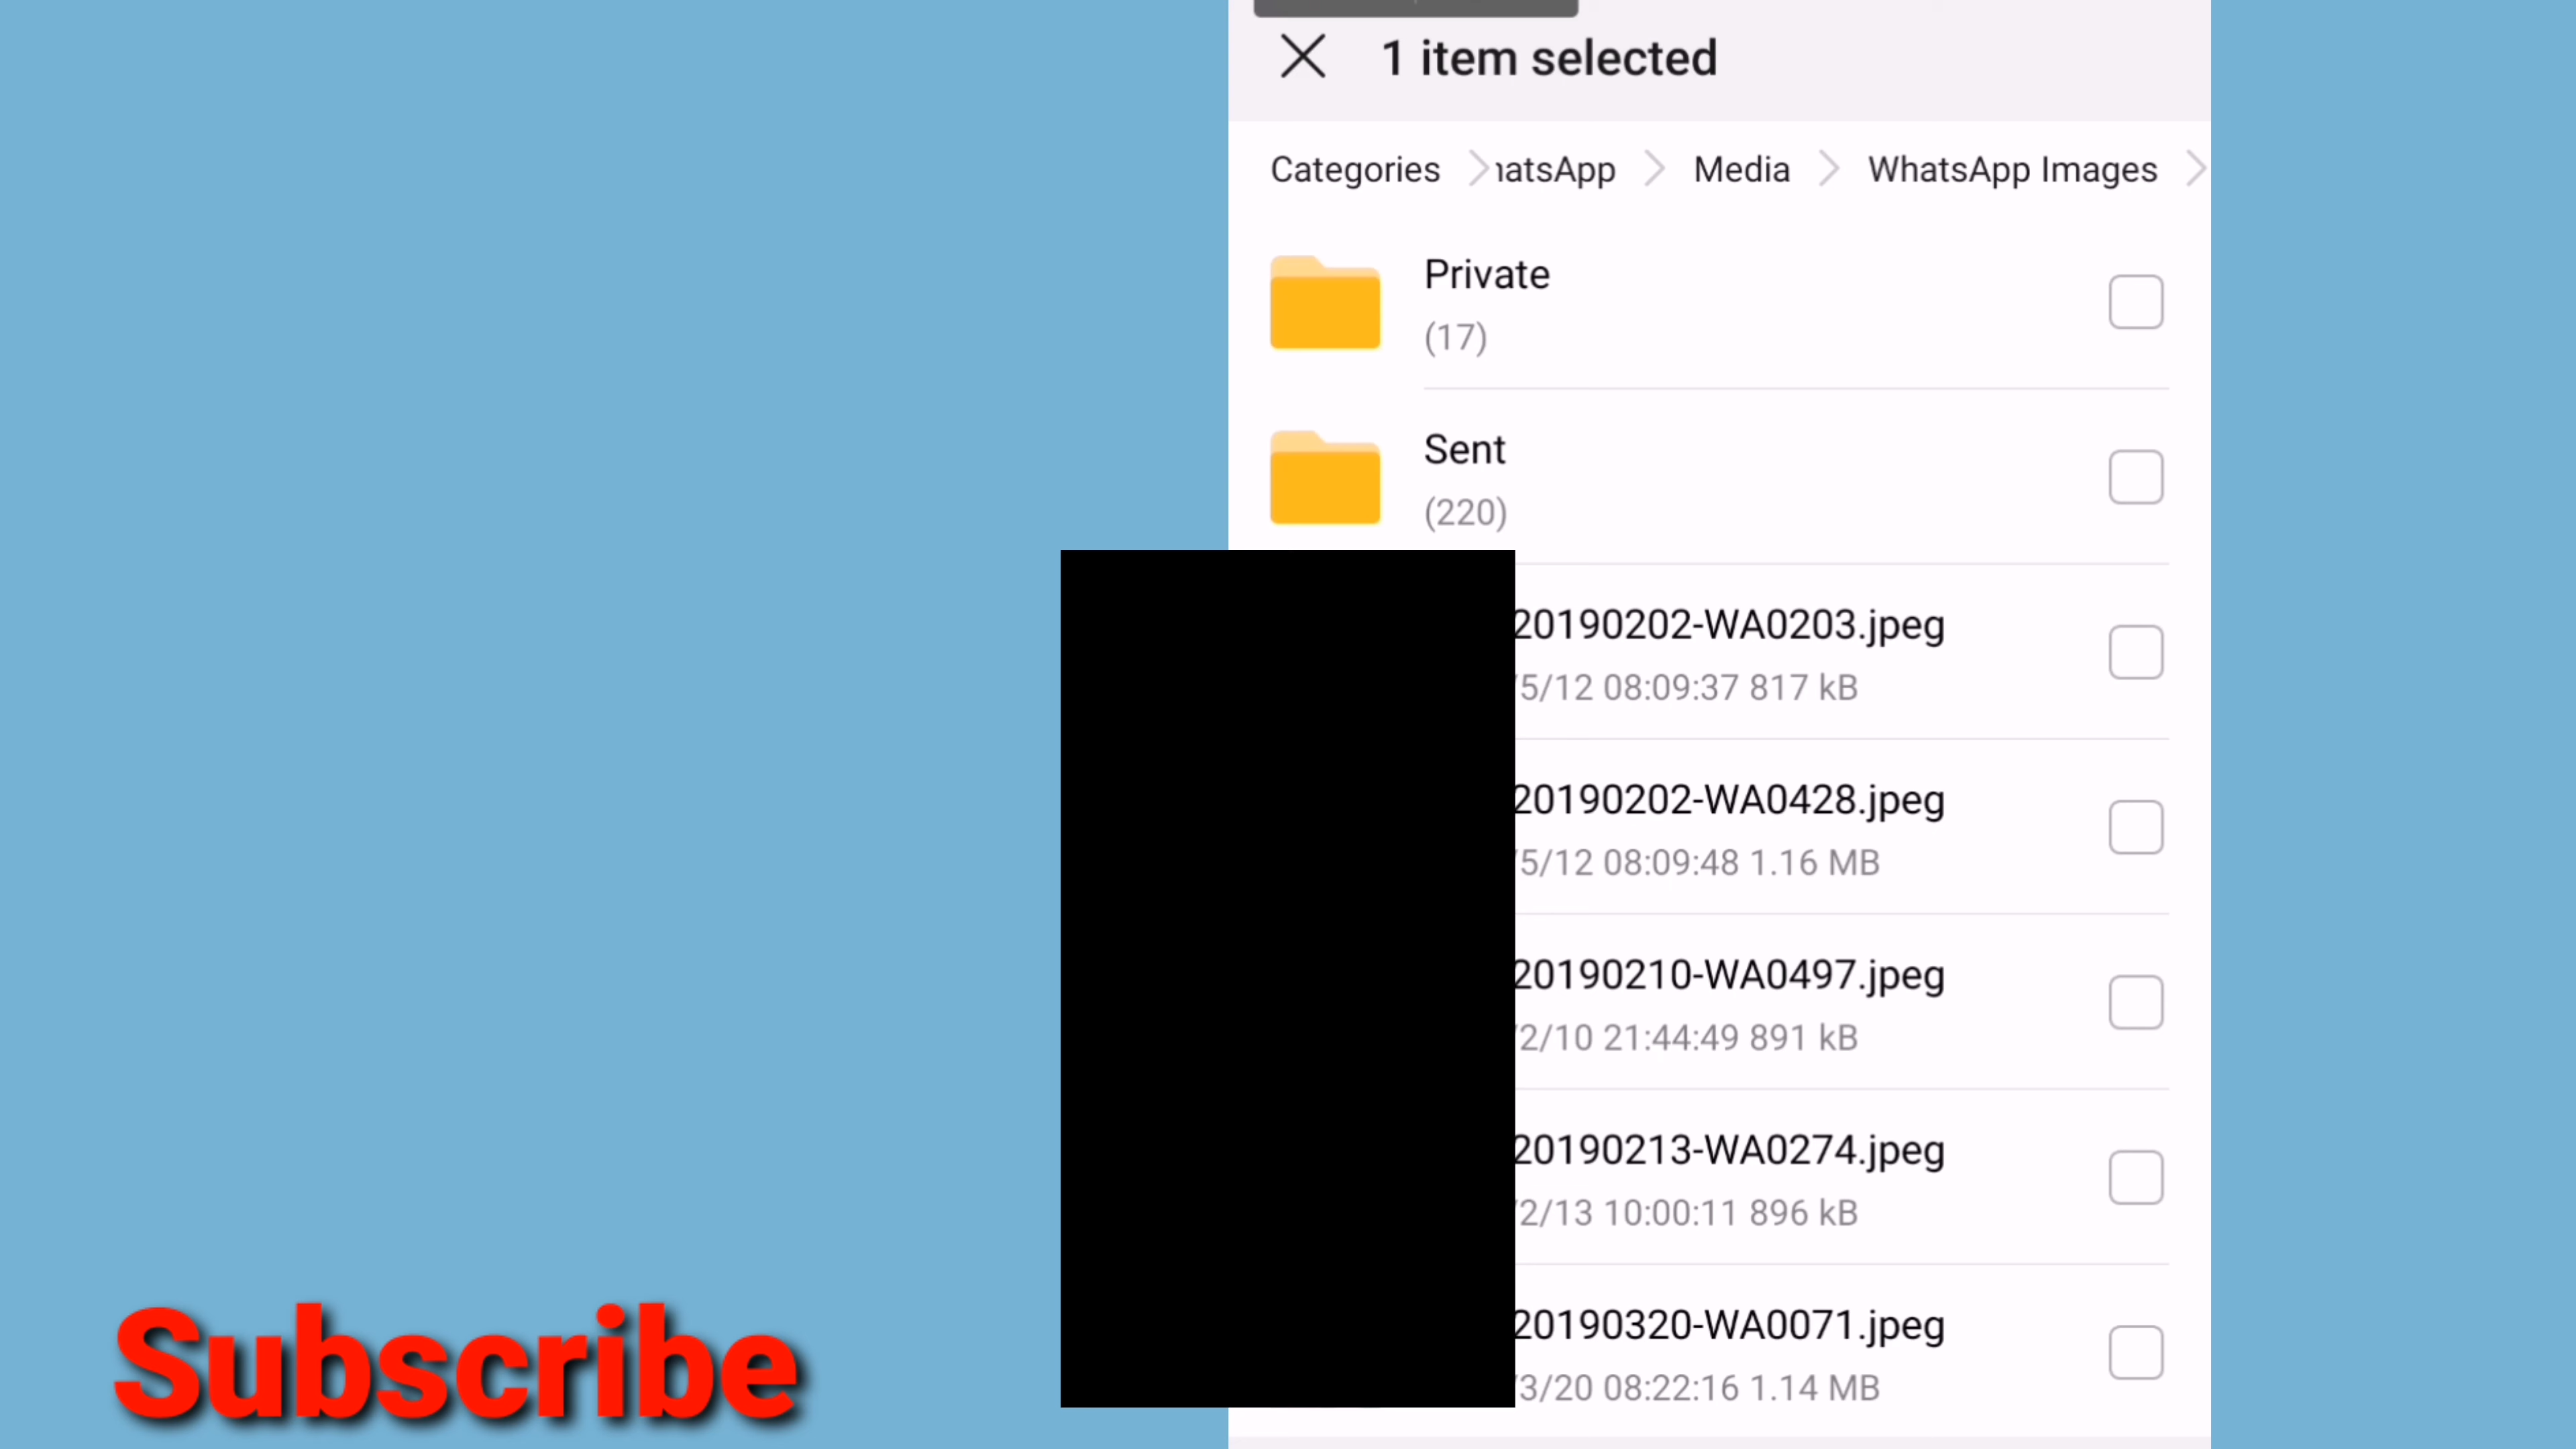 1 item selected
Categories
hatsApp
Media
WhatsApp Images
Private
(17)
Sent
(220)
20190202-WA0203.jpeg
5/12 08:09:37 817 kB
20190202-WA0428.jpeg
5/12 08:09:48 1.16 MB
20190210-WA0497.jpeg
2/10 21:44:49 891 kB
20190213-WA0274.jpeg
2/13 10:00:11 896 kB
20190320-WA0071.jpeg
3/20 08:22:16 1.14 MB
Subscribe